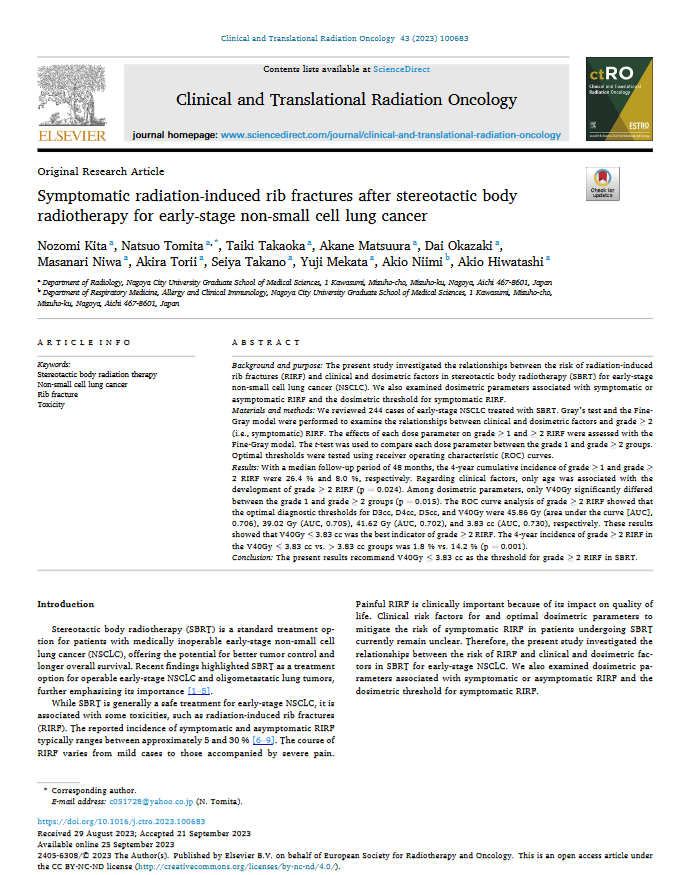 Clinical and Translational Radiation Oncology 43 (2023) 100683
Contents lists available at ScienceDirect
Clinical and Translational Radiation Oncology
journal homepage: www.sciencedirect.com/journal/clinical-and-translational-radiation-oncology
ELSEVIER
ctRO
Clinical and Translational
Radiation Oncology
ESTRO
Check for
updates
Original Research Article
Symptomatic radiation-induced rib fractures after stereotactic body
radiotherapy for early-stage non-small cell lung cancer
Nozomi Kita a, Natsuo Tomita a,*, Taiki Takaoka a, Akane Matsuura a, Dai Okazaki a,
Masanari Niwa a, Akira Torii a, Seiya Takano a, Yuji Mekata a, Akio Niimi b, Akio Hiwatashi a
a Department of Radiology, Nagoya City University Graduate School of Medical Sciences, 1 Kawasumi, Mizuho-cho, Mizuho-ku, Nagoya, Aichi 467-8601, Japan
b Department of Respiratory Medicine, Allergy and Clinical Immunology, Nagoya City University Graduate School of Medical Sciences, 1 Kawasumi, Mizuho-cho,
Mizuho-ku, Nagoya, Aichi 467-8601, Japan
ARTICLE INFO
Keywords:
Stereotactic body radiation therapy
Non-small cell lung cancer
Rib fracture
Toxicity
ABSTRACT
Background and purpose: The present study investigated the relationships between the risk of radiation-induced
rib fractures (RIRF) and clinical and dosimetric factors in stereotactic body radiotherapy (SBRT) for early-stage
non-small cell lung cancer (NSCLC). We also examined dosimetric parameters associated with symptomatic or
asymptomatic RIRF and the dosimetric threshold for symptomatic RIRF.
Materials and methods: We reviewed 244 cases of early-stage NSCLC treated with SBRT. Gray's test and the Fine-
Gray model were performed to examine the relationships between clinical and dosimetric factors and grade ≥ 2
(i.e., symptomatic) RIRF. The effects of each dose parameter on grade ≥ 1 and ≥ 2 RIRF were assessed with the
Fine-Gray model. The t-test was used to compare each dose parameter between the grade 1 and grade ≥ 2 groups.
Optimal thresholds were tested using receiver operating characteristic (ROC) curves.
Results: With a median follow-up period of 48 months, the 4-year cumulative incidence of grade ≥ 1 and grade ≥
2 RIRF were 26.4 % and 8.0 %, respectively. Regarding clinical factors, only age was associated with the
development of grade ≥ 2 RIRF (p = 0.024). Among dosimetric parameters, only V40Gy significantly differed
between the grade 1 and grade ≥ 2 groups (p = 0.015). The ROC curve analysis of grade ≥ 2 RIRF showed that
the optimal diagnostic thresholds for D3cc, D4cc, D5cc, and V40Gy were 45.86 Gy (area under the curve [AUC],
0.706), 39.02 Gy (AUC, 0.705), 41.62 Gy (AUC, 0.702), and 3.83 cc (AUC, 0.730), respectively. These results
showed that V40Gy ≤ 3.83 cc was the best indicator of grade ≥ 2 RIRF. The 4-year incidence of grade ≥ 2 RIRF in
the V40Gy ≤ 3.83 cc vs. > 3.83 cc groups was 1.8 % vs. 14.2 % (p = 0.001).
Conclusion: The present results recommend V40Gy ≤ 3.83 cc as the threshold for grade ≥ 2 RIRF in SBRT.
Introduction
Stereotactic body radiotherapy (SBRT) is a standard treatment op-
tion for patients with medically inoperable early-stage non-small cell
lung cancer (NSCLC), offering the potential for better tumor control and
longer overall survival. Recent findings highlighted SBRT as a treatment
option for operable early-stage NSCLC and oligometastatic lung tumors,
further emphasizing its importance [1–5].
While SBRT is generally a safe treatment for early-stage NSCLC, it is
associated with some toxicities, such as radiation-induced rib fractures
(RIRF). The reported incidence of symptomatic and asymptomatic RIRF
typically ranges between approximately 5 and 30 % [6–9]. The course of
RIRF varies from mild cases to those accompanied by severe pain.
Painful RIRF is clinically important because of its impact on quality of
life. Clinical risk factors for and optimal dosimetric parameters to
mitigate the risk of symptomatic RIRF in patients undergoing SBRT
currently remain unclear. Therefore, the present study investigated the
relationships between the risk of RIRF and clinical and dosimetric fac-
tors in SBRT for early-stage NSCLC. We also examined dosimetric pa-
rameters associated with symptomatic or asymptomatic RIRF and the
dosimetric threshold for symptomatic RIRF.
* Corresponding author.
E-mail address: c051728@yahoo.co.jp (N. Tomita).
https://doi.org/10.1016/j.ctro.2023.100683
Received 29 August 2023; Accepted 21 September 2023
Available online 25 September 2023
2405-6308/© 2023 The Author(s). Published by Elsevier B.V. on behalf of European Society for Radiotherapy and Oncology. This is an open access article under
the CC BY-NC-ND license (http://creativecommons.org/licenses/by-nc-nd/4.0/).